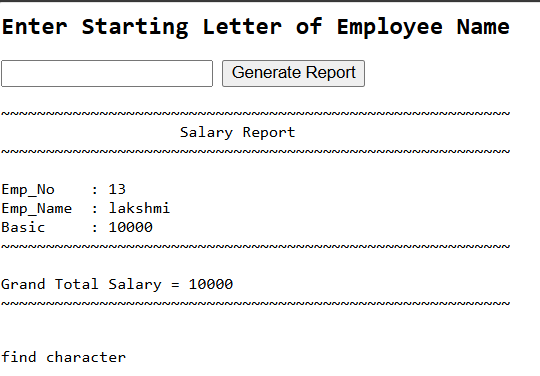 Enter Starting Letter of Employee Name
Generate Report
~~~~~~~~~~~~~~~~~~~~~~~~~~~~~~~~~~~~~~~~~~~~~~~~~~~~~~~~~
Salary Report
~~~~~~~~~~~~~~~~~~~~~~~~~~~~~~~~~~~~~~~~~~~~~~~~~~~~~~~~~
Emp_No    : 13
Emp_Name  : lakshmi
Basic     : 10000
~~~~~~~~~~~~~~~~~~~~~~~~~~~~~~~~~~~~~~~~~~~~~~~~~~~~~~~~~
Grand Total Salary = 10000
~~~~~~~~~~~~~~~~~~~~~~~~~~~~~~~~~~~~~~~~~~~~~~~~~~~~~~~~~
find character